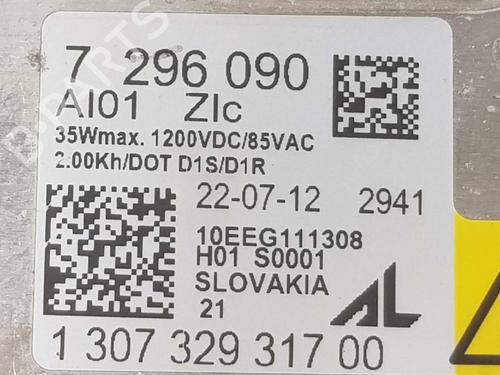 7 296 090
AI01 ZIc
35Wmax. 1200VDC/85VAC
2.00Kh/DOT D1S/D1R
22-07-12 2941
10EEG111308
H01 S0001
SLOVAKIA
21
AL
1 307 329 317 00